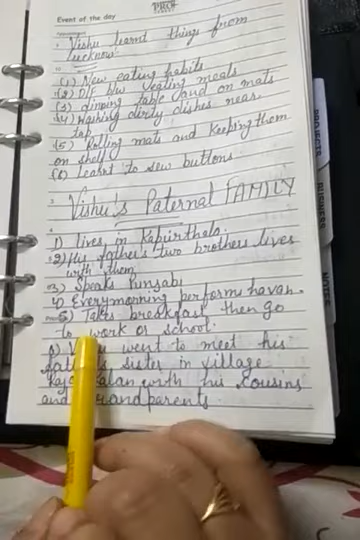 Event of the day
Vishu learnt things from
lucknow
(1) New eating habits
(2) D/F b/w eating meals
(3) dinning table and on mats
(4) Washing dirty dishes near
tap
(5) Rolling mats and keeping them
on shelf
(6) Learnt to sew buttons
Vishu's Paternal FAMILY
1) lives in Kapurthala.
2) His father's two brothers lives
with them
3) Speaks Punjabi
4) Everymorning perform havan.
5) Takes breakfast then go
to work or school.
went to meet his
sister in village
with his cousins
and grandparents
PROJECTS
BUSINESS
PERSONAL